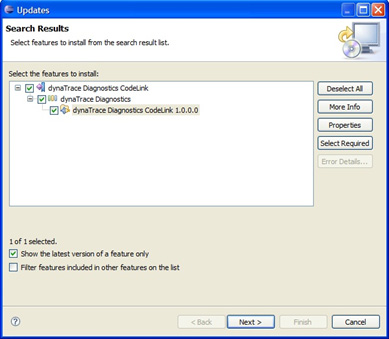 Updates
Search Results
Select features to install from the search result list.
Select the features to install:
dynaTrace Diagnostics CodeLink
dynaTrace Diagnostics
dynaTrace Diagnostics CodeLink 1.0.0.0
Deselect All
More Info
Properties
Select Required
Error Details...
1 of 1 selected.
Show the latest version of a feature only
Filter features included in other features on the list
< Back
Next >
Finish
Cancel